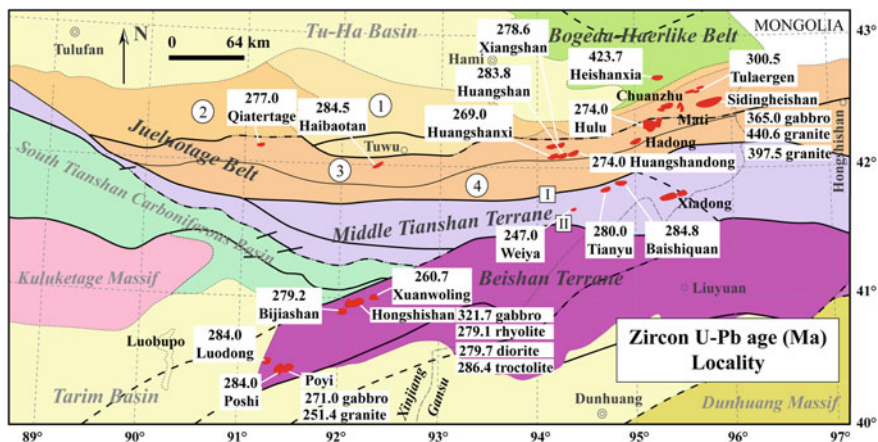 43°
MONGOLIA
43°
Tulufan
N
0 64 km
Tu-Ha Basin
Hami
278.6
Xiangshan
Bogeda-Haerlike Belt
423.7
Heishanxia
300.5
Tulaergen
283.8
Huangshan
Chuanzhu
Sidingheishan
①
②
277.0
Qiatertage
284.5
Haibaotan
269.0
Huangshanxi
274.0
Hulu
Mati
365.0 gabbro
440.6 granite
Hadong
397.5 granite
Hongshishan
42°
Jueluotage Belt
Tuwu
③
④
274.0 Huangshandong
42°
South Tianshan Carboniferous Basin
Middle Tianshan Terrane
I
II
Xiadong
247.0
Weiya
280.0
Tianyu
284.8
Baishiquan
Kuluketage Massif
Beishan Terrane
260.7
Xuanwoling
279.2
Bijiashan
Hongshishan
321.7 gabbro
279.1 rhyolite
279.7 diorite
286.4 troctolite
Liuyuan
41°
41°
Luobupo
284.0
Luodong
284.0
Poshi
Poyi
271.0 gabbro
251.4 granite
Zircon U-Pb age (Ma)
Locality
Tarim Basin
Xinjiang
Gansu
Dunhuang
Dunhuang Massif
40°
89° 90° 91° 92° 93° 94° 95° 96° 97°